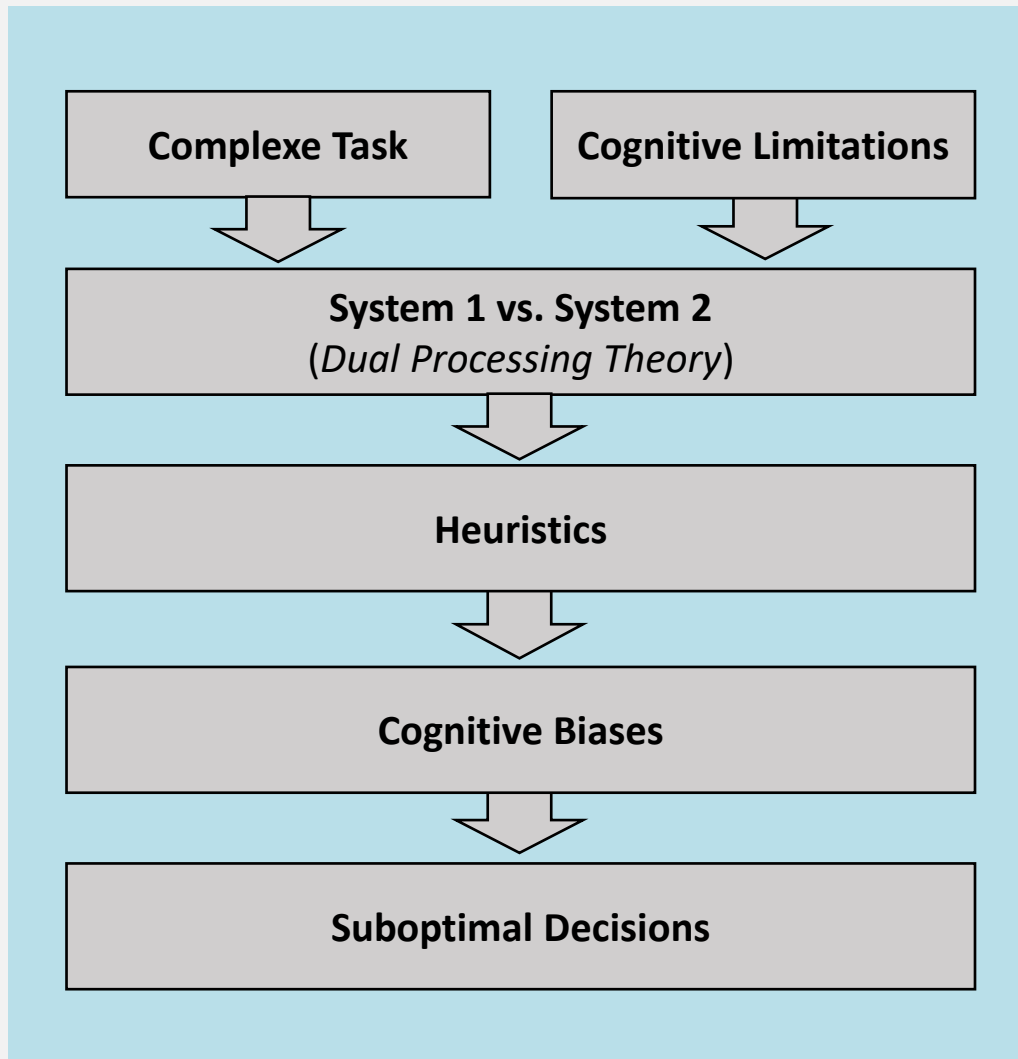 Complexe Task
Cognitive Limitations
System 1 vs. System 2
(Dual Processing Theory)
Heuristics
Cognitive Biases
Suboptimal Decisions